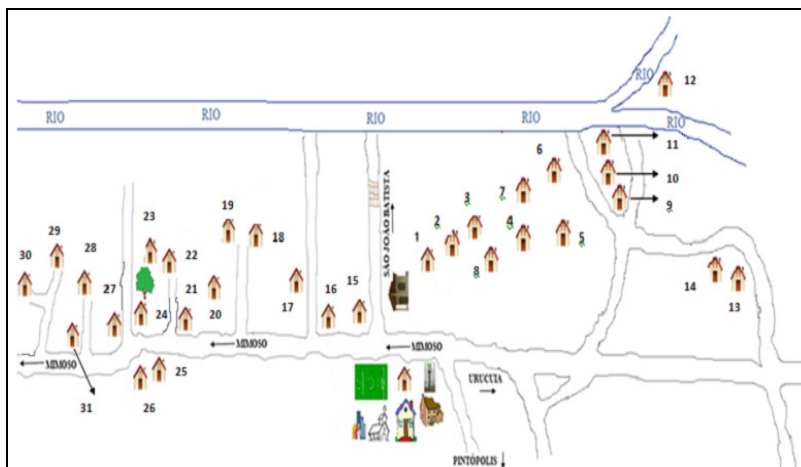 RIO
12
RIO
RIO
RIO
RIO
11
6
10
7
3
9
19
2
4
23
18
5
29
1
28
22
SÃO JOÃO BATISTA
30
8
14
13
27
21
20
17
16
15
24
MIMOSO
MIMOSO
MIMOSO
25
URUCUIA
26
31
PINTÓPOLIS